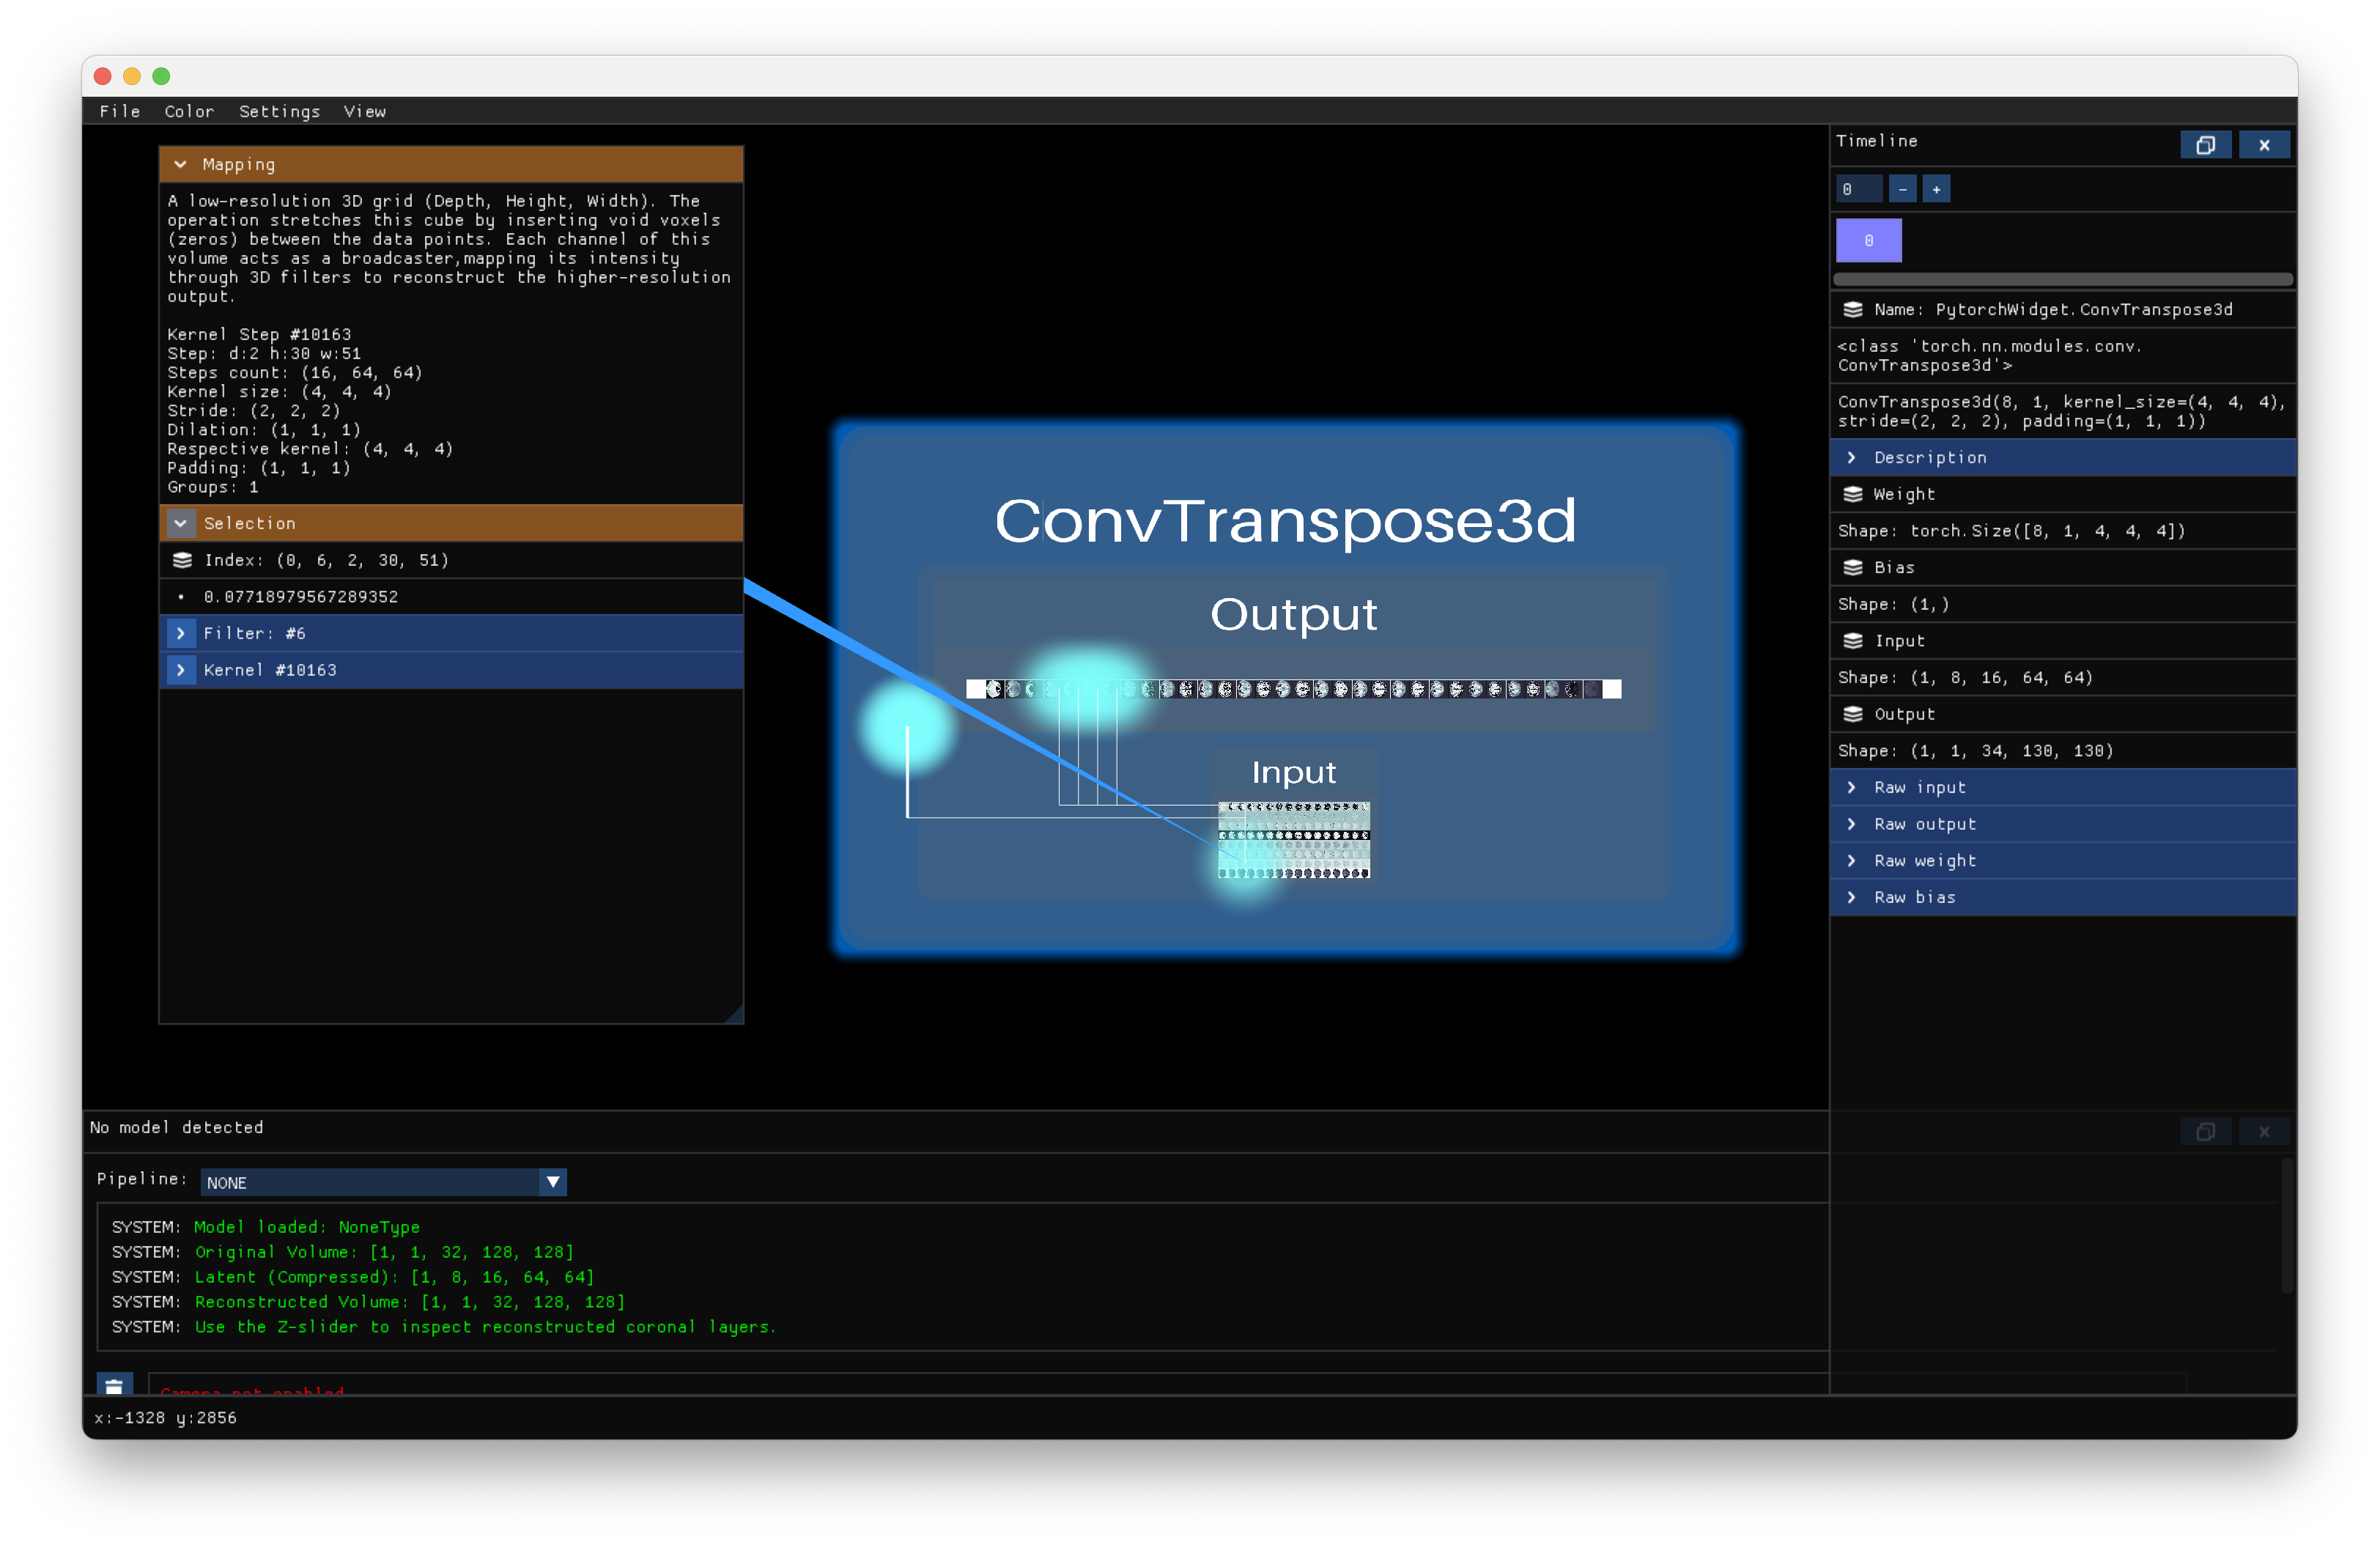 File Color Settings View
Mapping
A low-resolution 3D grid (Depth, Height, Width). The
operation stretches this cube by inserting void voxels
(zeros) between the data points. Each channel of this
volume acts as a broadcaster,mapping its intensity
through 3D filters to reconstruct the higher-resolution
output.
Kernel Step #10163
Step: d:2 h:30 w:51
Steps count: (16, 64, 64)
Kernel size: (4, 4, 4)
Stride: (2, 2, 2)
Dilation: (1, 1, 1)
Respective kernel: (4, 4, 4)
Padding: (1, 1, 1)
Groups: 1
Selection
Index: (0, 6, 2, 30, 51)
• 0.07718979567289352
Filter: #6
Kernel #10163
ConvTranspose3d
Output
Input
Timeline
0 - +
0
Name: PytorchWidget.ConvTranspose3d
<class 'torch.nn.modules.conv.
ConvTranspose3d'>
ConvTranspose3d(8, 1, kernel_size=(4, 4, 4),
stride=(2, 2, 2), padding=(1, 1, 1))
Description
Weight
Shape: torch.Size([8, 1, 4, 4, 4])
Bias
Shape: (1,)
Input
Shape: (1, 8, 16, 64, 64)
Output
Shape: (1, 1, 34, 130, 130)
Raw input
Raw output
Raw weight
Raw bias
No model detected
Pipeline: NONE
SYSTEM: Model loaded: NoneType
SYSTEM: Original Volume: [1, 1, 32, 128, 128]
SYSTEM: Latent (Compressed): [1, 8, 16, 64, 64]
SYSTEM: Reconstructed Volume: [1, 1, 32, 128, 128]
SYSTEM: Use the Z-slider to inspect reconstructed coronal layers.
Camera not enabled
x:-1328 y:2856